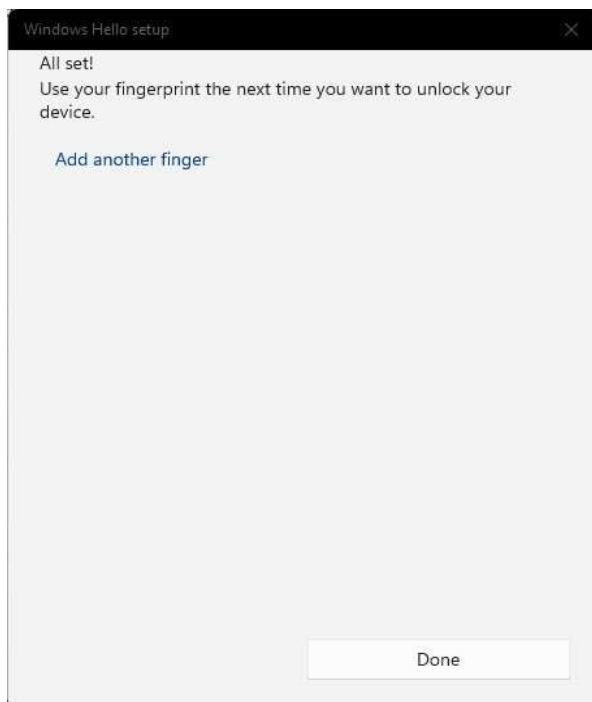 Windows Hello setup
All set!
Use your fingerprint the next time you want to unlock your
device.
Add another finger
Done